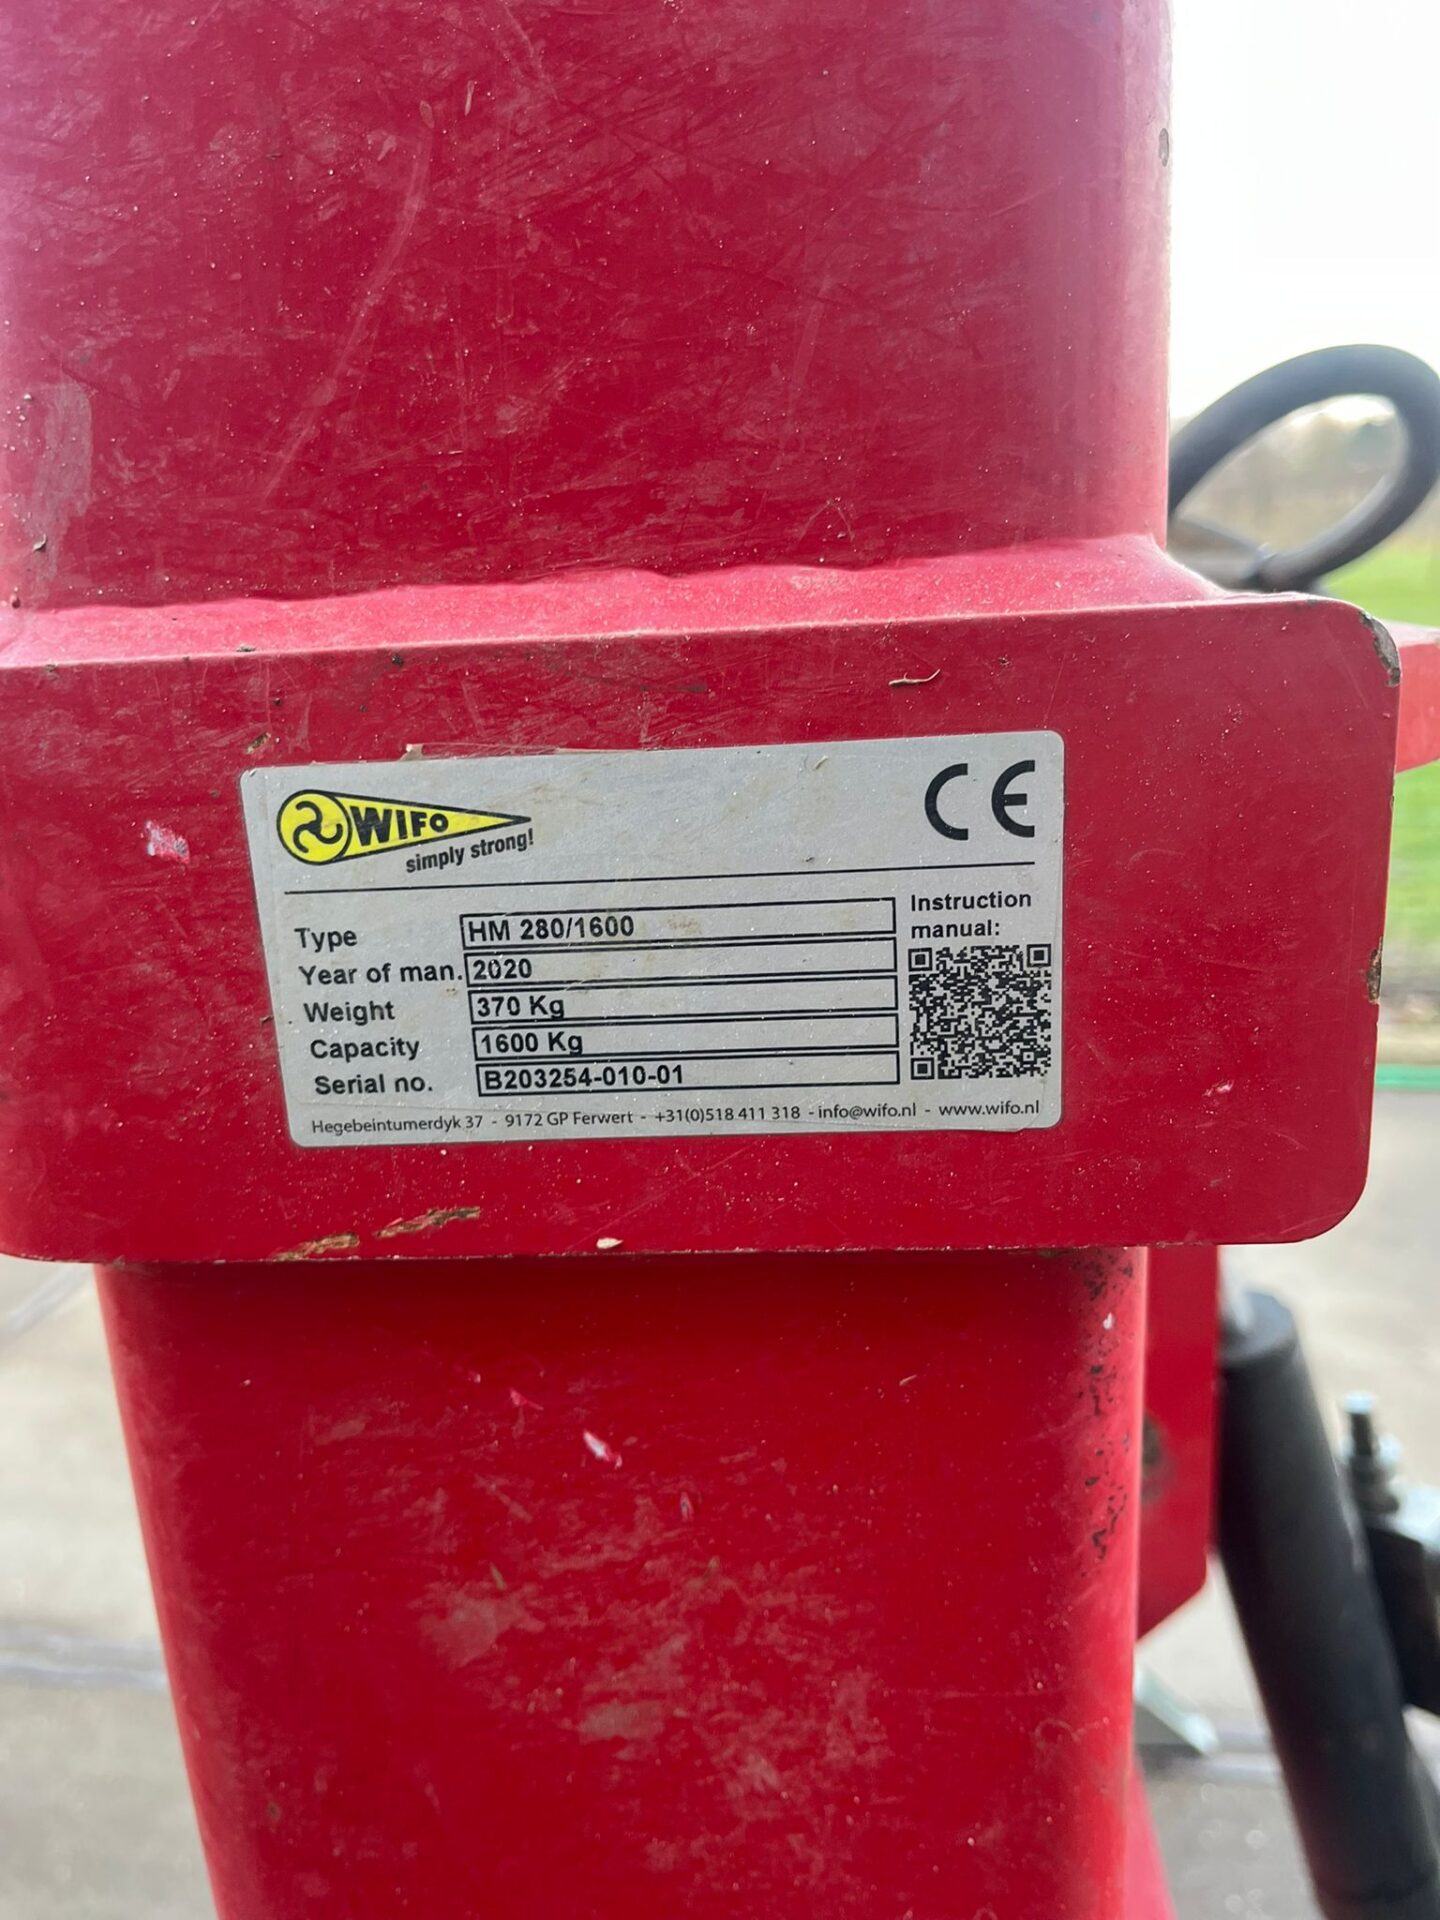 WIFO
simply strong!
CE
Type HM 280/1600
Year of man. 2020
Weight 370 Kg
Capacity 1600 Kg
Serial no. B203254-010-01
Instruction
manual:
Hegebeintumerdyk 37 - 9172 GP Ferwert - +31(0)518 411 318 - info@wifo.nl - www.wifo.nl